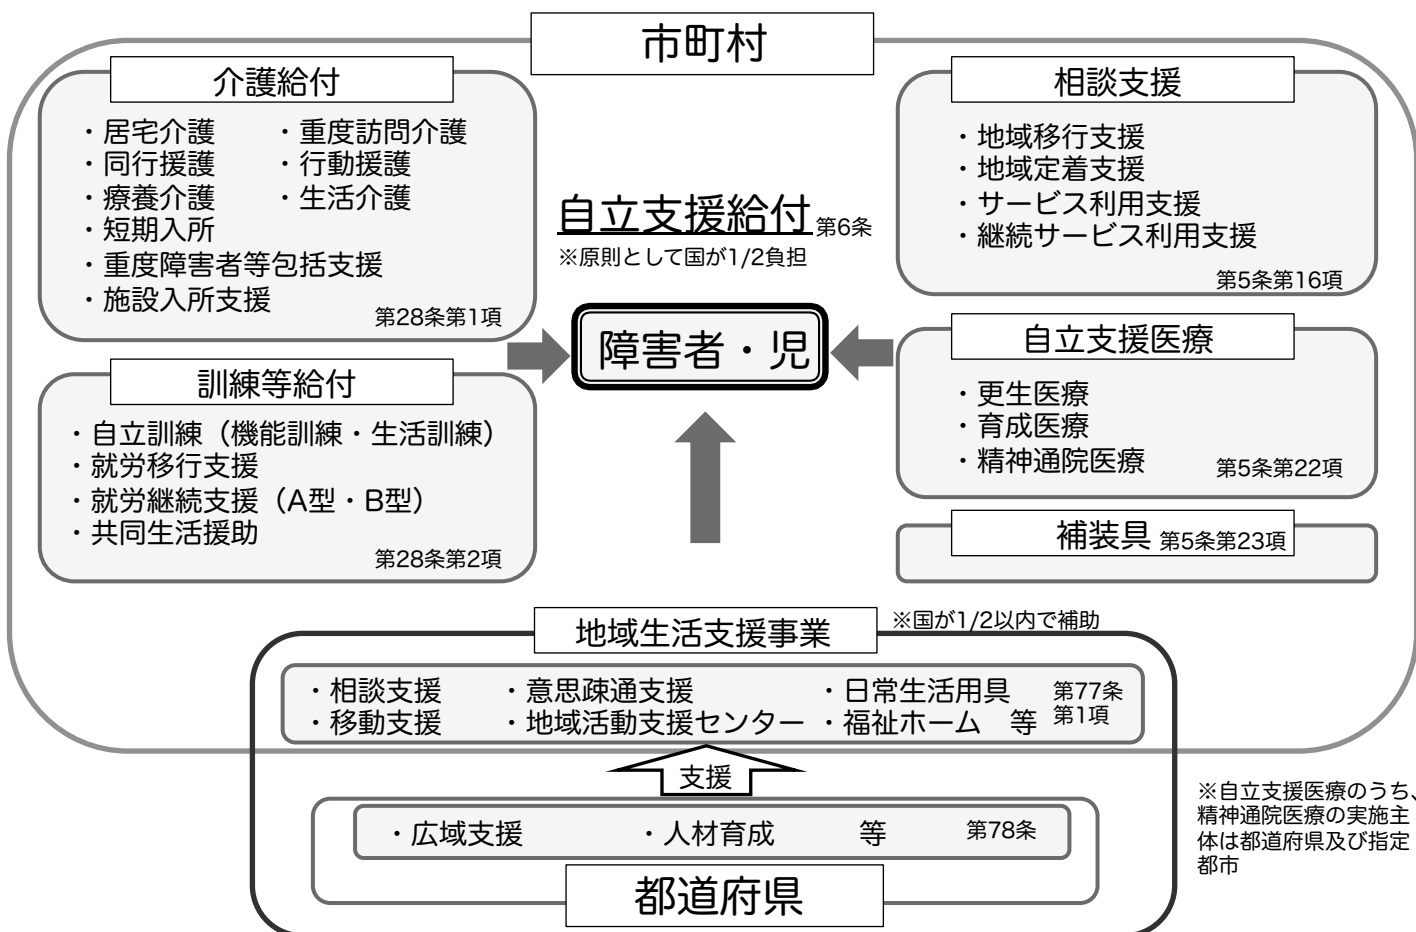 市町村
介護給付
・居宅介護 ・重度訪問介護
・同行援護 ・行動援護
・療養介護 ・生活介護
・短期入所
・重度障害者等包括支援
・施設入所支援
第28条第1項
訓練等給付
・自立訓練（機能訓練・生活訓練）
・就労移行支援
・就労継続支援（A型・B型）
・共同生活援助
第28条第2項
自立支援給付 第6条
※原則として国が1/2負担
障害者・児
相談支援
・地域移行支援
・地域定着支援
・サービス利用支援
・継続サービス利用支援
第5条第16項
自立支援医療
・更生医療
・育成医療
・精神通院医療 第5条第22項
補装具 第5条第23項
地域生活支援事業 ※国が1/2以内で補助
・相談支援 ・意思疎通支援 ・日常生活用具 第77条
・移動支援 ・地域活動支援センター ・福祉ホーム 等 第1項
支援
・広域支援 ・人材育成 等 第78条
都道府県
※自立支援医療のうち、
精神通院医療の実施主
体は都道府県及び指定
都市